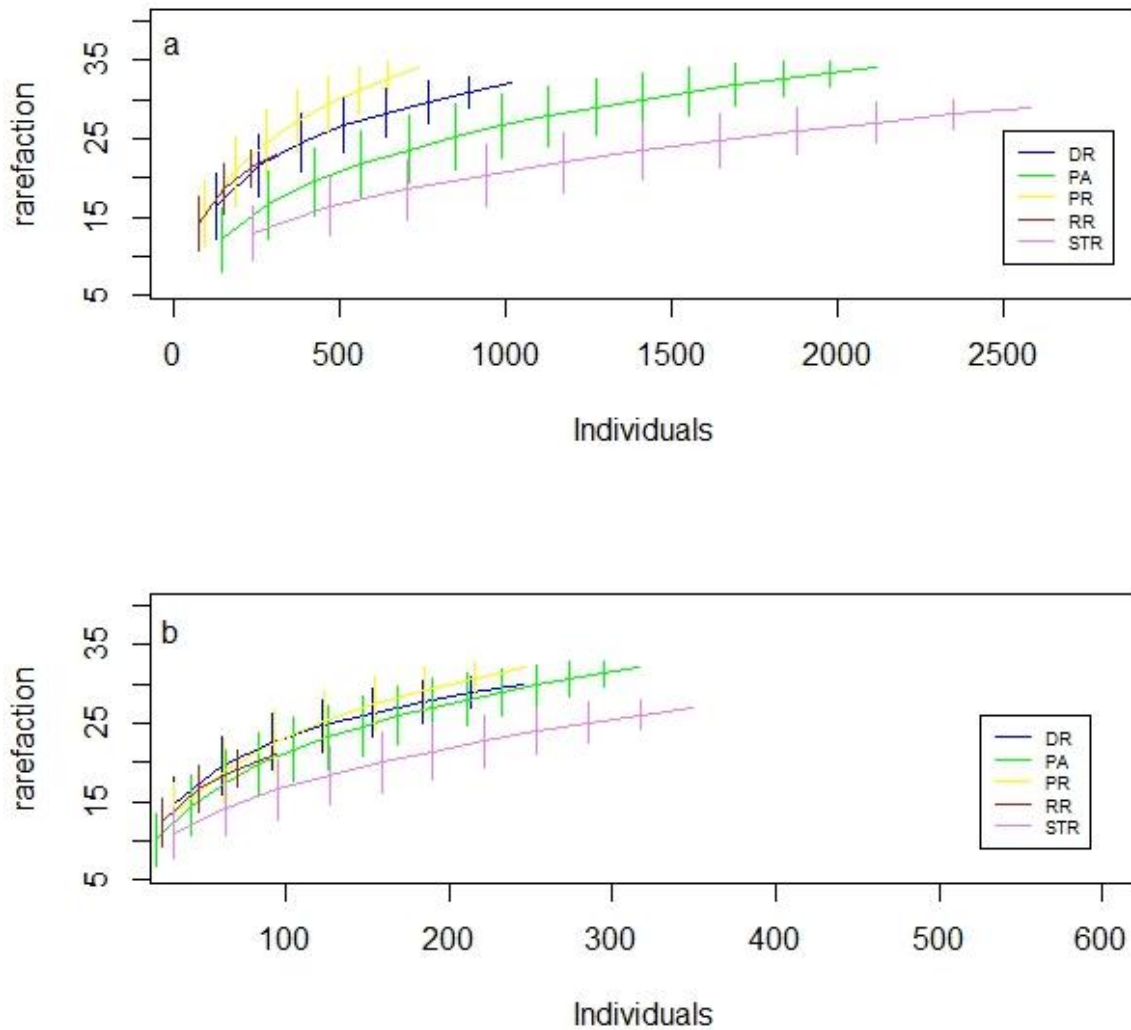 a
rarefaction
35
25
15
5
0 500 1000 1500 2000 2500
Individuals
DR
PA
PR
RR
STR
b
rarefaction
35
25
15
5
100 200 300 400 500 600
Individuals
DR
PA
PR
RR
STR